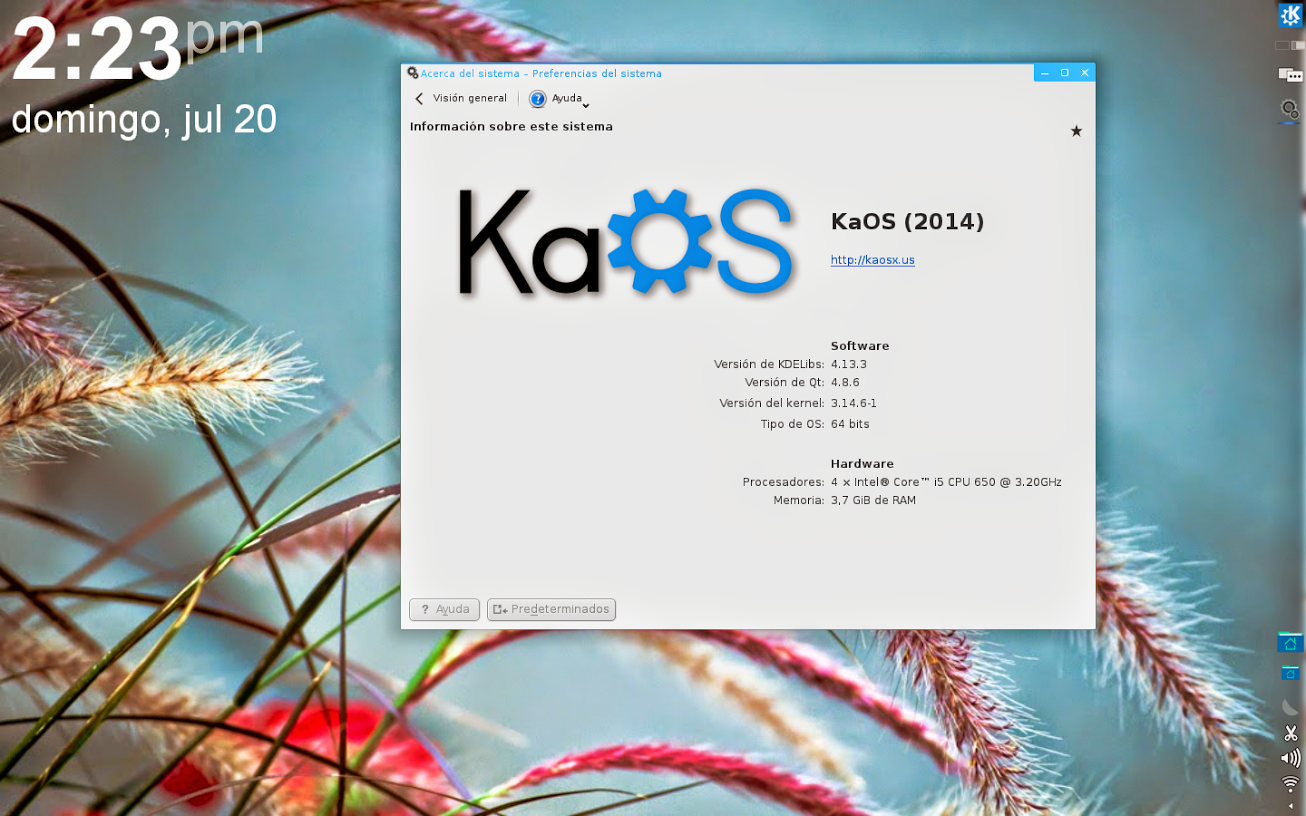 2:23pm
domingo, jul 20
Acerca del sistema – Preferencias del sistema
Visión general
Ayuda
Información sobre este sistema
KaOS
KaOS (2014)
http://kaosx.us
Software
Versión de KDELibs: 4.13.3
Versión de Qt: 4.8.6
Versión del kernel: 3.14.6-1
Tipo de OS: 64 bits
Hardware
Procesadores: 4 × Intel® Core™ i5 CPU 650 @ 3.20GHz
Memoria: 3,7 GiB de RAM
? Ayuda
Predeterminados